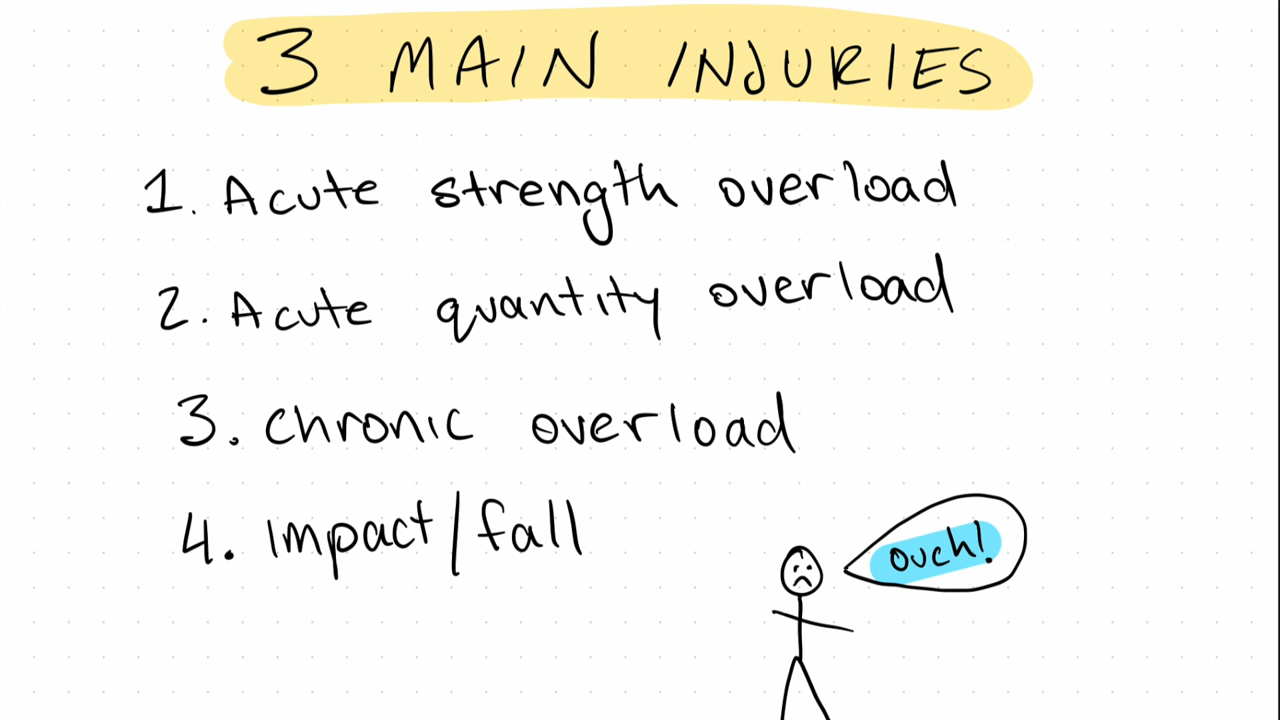 3 MAIN INJURIES
1. Acute strength overload
2. Acute quantity overload
3. Chronic overload
4. Impact/fall
ouch!